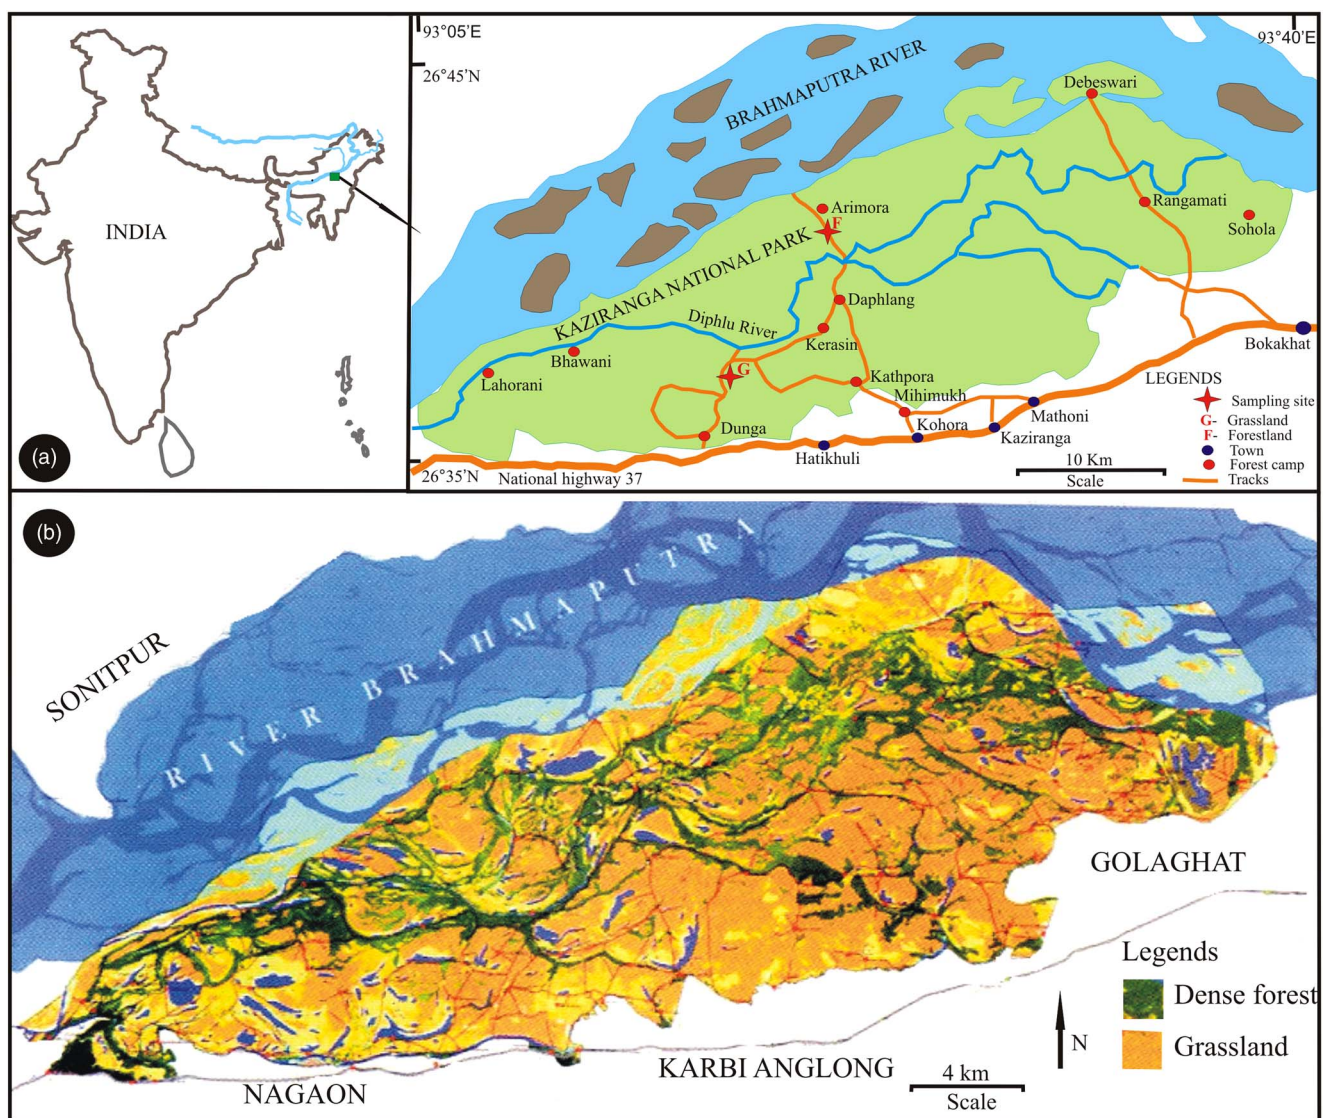 93°05'E
93°40'E
26°45'N
INDIA
BRAHMAPUTRA RIVER
Debeswari
Rangamati
Sohola
Arimora
F
KAZIRANGA NATIONAL PARK
Daphlang
Diphlu River
Kerasin
Bhawani
Lahorani
G
Kathpora
Mihimukh
Dunga
Kohora
Mathoni
Kaziranga
Hatikhuli
Bokakhat
26°35'N
National highway 37
10 Km
Scale
LEGENDS
Sampling site
G- Grassland
F- Forestland
Town
Forest camp
Tracks
(a)
(b)
SONITPUR
RIVER BRAHMAPUTRA
GOLAGHAT
NAGAON
KARBI ANGLONG
Legends
Dense forest
Grassland
N
4 km
Scale